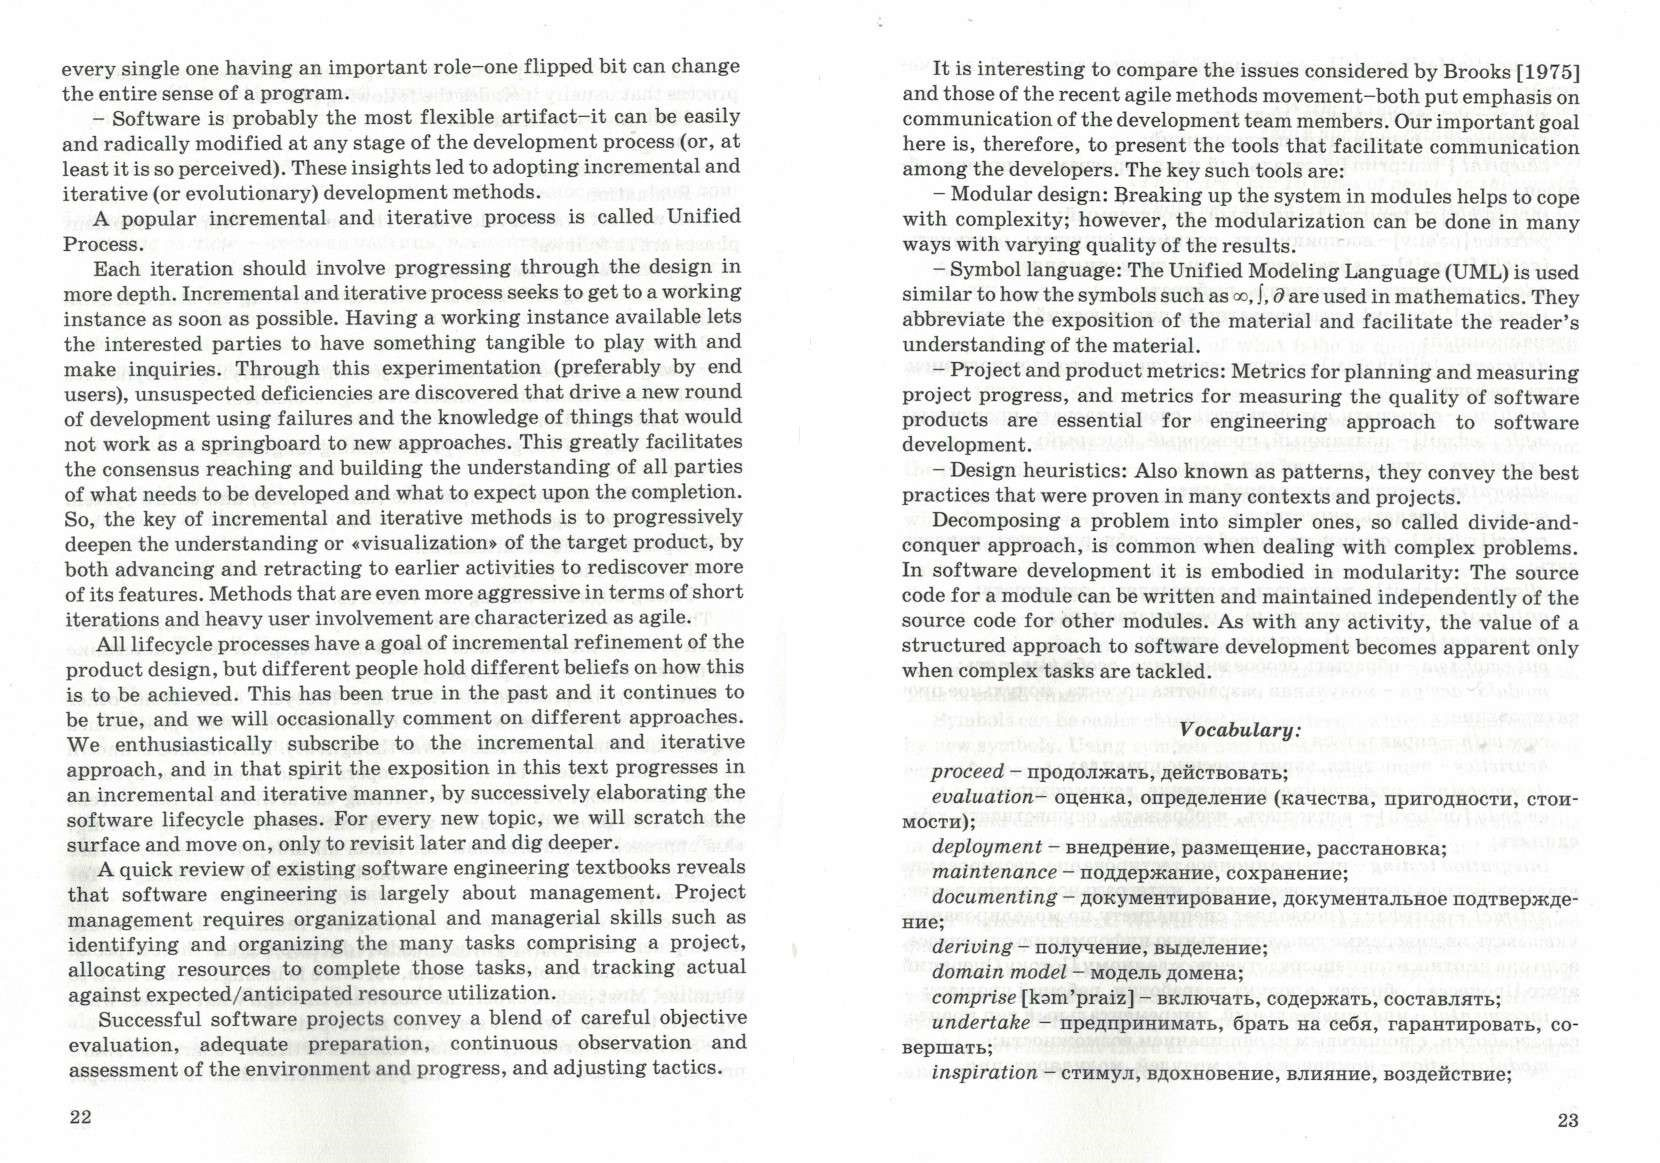 every single one having an important role–one flipped bit can change
the entire sense of a program.
– Software is probably the most flexible artifact–it can be easily
and radically modified at any stage of the development process (or, at
least it is so perceived). These insights led to adopting incremental and
iterative (or evolutionary) development methods.
A popular incremental and iterative process is called Unified
Process.
Each iteration should involve progressing through the design in
more depth. Incremental and iterative process seeks to get to a working
instance as soon as possible. Having a working instance available lets
the interested parties to have something tangible to play with and
make inquiries. Through this experimentation (preferably by end
users), unsuspected deficiencies are discovered that drive a new round
of development using failures and the knowledge of things that would
not work as a springboard to new approaches. This greatly facilitates
the consensus reaching and building the understanding of all parties
of what needs to be developed and what to expect upon the completion.
So, the key of incremental and iterative methods is to progressively
deepen the understanding or «visualization» of the target product, by
both advancing and retracting to earlier activities to rediscover more
of its features. Methods that are even more aggressive in terms of short
iterations and heavy user involvement are characterized as agile.
All lifecycle processes have a goal of incremental refinement of the
product design, but different people hold different beliefs on how this
is to be achieved. This has been true in the past and it continues to
be true, and we will occasionally comment on different approaches.
We enthusiastically subscribe to the incremental and iterative
approach, and in that spirit the exposition in this text progresses in
an incremental and iterative manner, by successively elaborating the
software lifecycle phases. For every new topic, we will scratch the
surface and move on, only to revisit later and dig deeper.
A quick review of existing software engineering textbooks reveals
that software engineering is largely about management. Project
management requires organizational and managerial skills such as
identifying and organizing the many tasks comprising a project,
allocating resources to complete those tasks, and tracking actual
against expected/anticipated resource utilization.
Successful software projects convey a blend of careful objective
evaluation, adequate preparation, continuous observation and
assessment of the environment and progress, and adjusting tactics.
22
It is interesting to compare the issues considered by Brooks [1975]
and those of the recent agile methods movement–both put emphasis on
communication of the development team members. Our important goal
here is, therefore, to present the tools that facilitate communication
among the developers. The key such tools are:
– Modular design: Breaking up the system in modules helps to cope
with complexity; however, the modularization can be done in many
ways with varying quality of the results.
– Symbol language: The Unified Modeling Language (UML) is used
similar to how the symbols such as ∞, ∫, ∂ are used in mathematics. They
abbreviate the exposition of the material and facilitate the reader's
understanding of the material.
– Project and product metrics: Metrics for planning and measuring
project progress, and metrics for measuring the quality of software
products are essential for engineering approach to software
development.
– Design heuristics: Also known as patterns, they convey the best
practices that were proven in many contexts and projects.
Decomposing a problem into simpler ones, so called divide-and-
conquer approach, is common when dealing with complex problems.
In software development it is embodied in modularity: The source
code for a module can be written and maintained independently of the
source code for other modules. As with any activity, the value of a
structured approach to software development becomes apparent only
when complex tasks are tackled.
Vocabulary:
proceed – продолжать, действовать;
evaluation– оценка, определение (качества, пригодности, стои-
мости);
deployment – внедрение, размещение, расстановка;
maintenance – поддержание, сохранение;
documenting – документирование, документальное подтвержде-
ние;
deriving – получение, выделение;
domain model – модель домена;
comprise [kəm'praiz] – включать, содержать, составлять;
undertake – предпринимать, брать на себя, гарантировать, со-
вершать;
inspiration – стимул, вдохновение, влияние, воздействие;
23